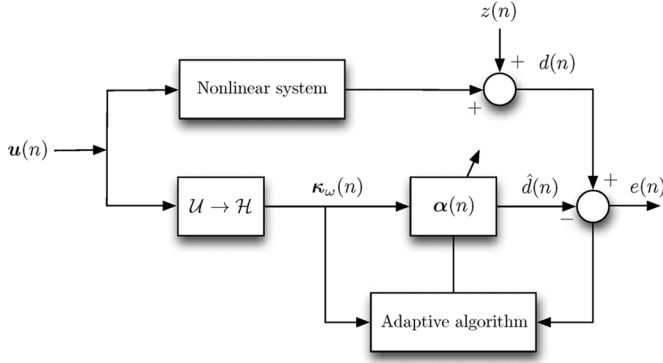 z(n)
+
d(n)
Nonlinear system
+
u(n)
κ_ω(n)
d̂(n)
+
e(n)
𝒰 → ℋ
α(n)
−
Adaptive algorithm